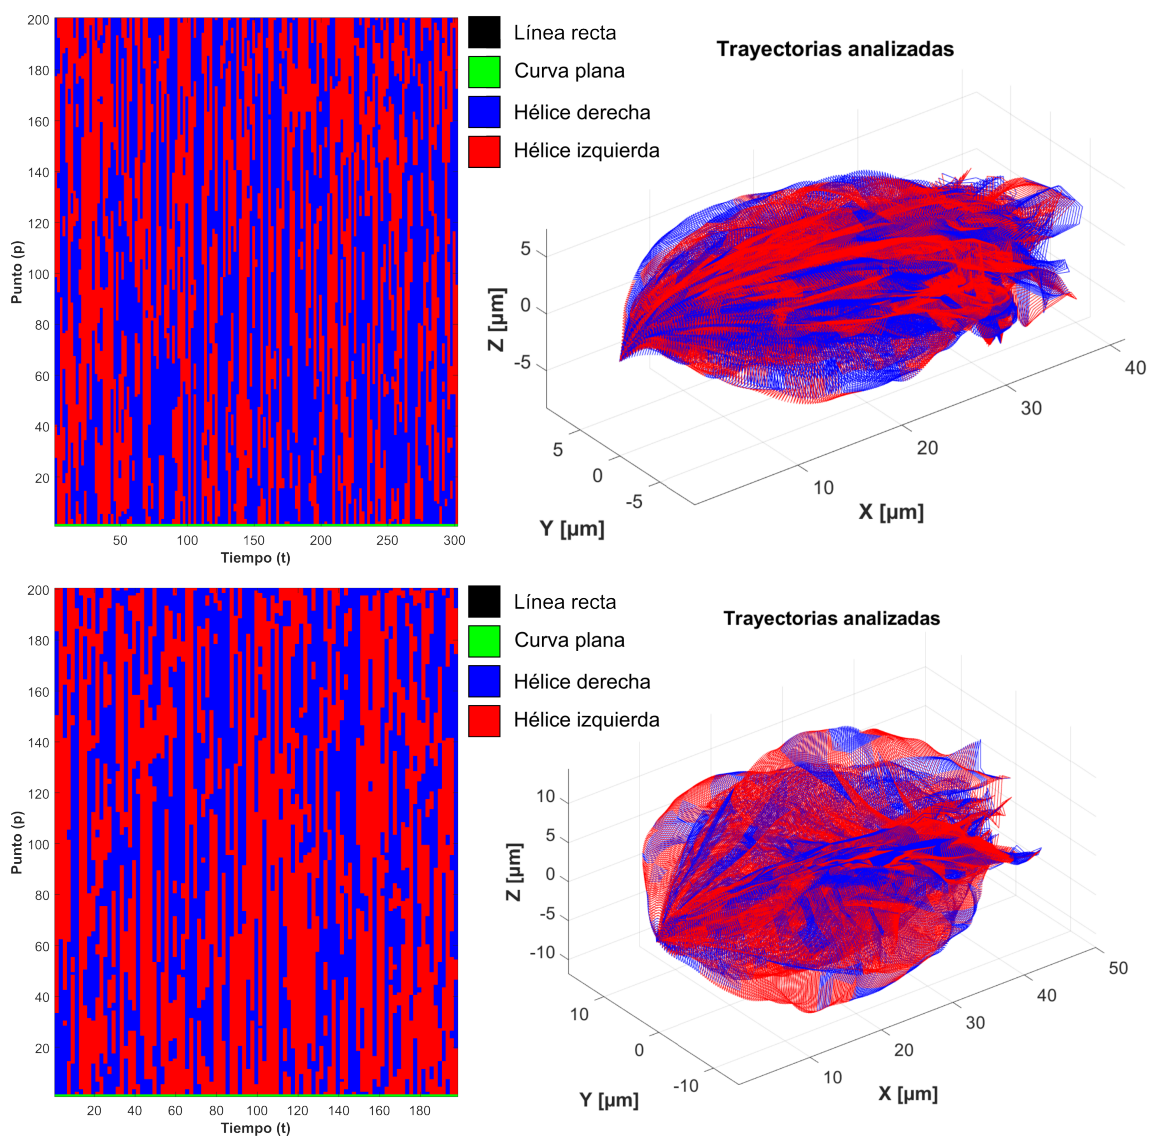 200
180
160
140
120
100
80
60
40
20
Punto (p)
50
100
150
200
250
300
Tiempo (t)
Línea recta
Curva plana
Hélice derecha
Hélice izquierda
Trayectorias analizadas
5
0
-5
Z [µm]
5
0
-5
Y [µm]
10
20
30
40
X [µm]
200
180
160
140
120
100
80
60
40
20
Punto (p)
20
40
60
80
100
120
140
160
180
Tiempo (t)
Línea recta
Curva plana
Hélice derecha
Hélice izquierda
Trayectorias analizadas
10
5
0
-5
-10
Z [µm]
10
0
-10
Y [µm]
10
20
30
40
50
X [µm]